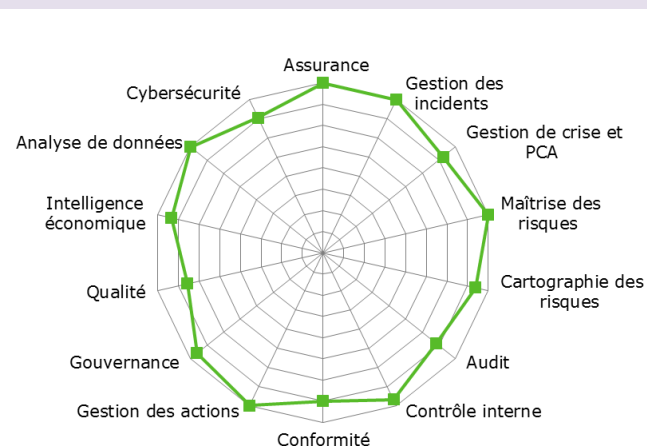 Assurance
Gestion des
incidents
Gestion de crise et
PCA
Maîtrise des
risques
Cartographie des
risques
Audit
Contrôle interne
Conformité
Gestion des actions
Gouvernance
Qualité
Intelligence
économique
Analyse de données
Cybersécurité